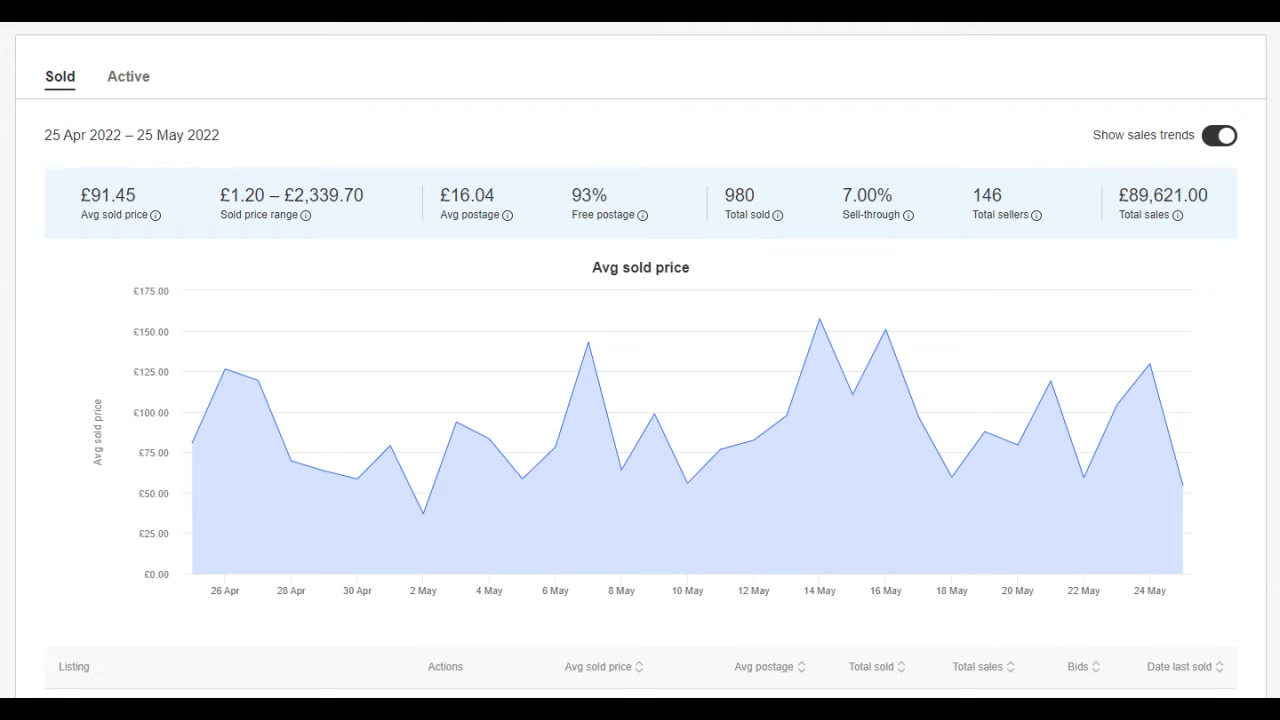 Sold Active
25 Apr 2022 – 25 May 2022 Show sales trends
£91.45 £1.20 – £2,339.70 £16.04 93% 980 7.00% 146 £89,621.00
Avg sold price Sold price range Avg postage Free postage Total sold Sell-through Total sellers Total sales
Avg sold price
£175.00
£150.00
£125.00
£100.00
£75.00
£50.00
£25.00
£0.00
Avg sold price
26 Apr 28 Apr 30 Apr 2 May 4 May 6 May 8 May 10 May 12 May 14 May 16 May 18 May 20 May 22 May 24 May
Listing Actions Avg sold price Avg postage Total sold Total sales Bids Date last sold